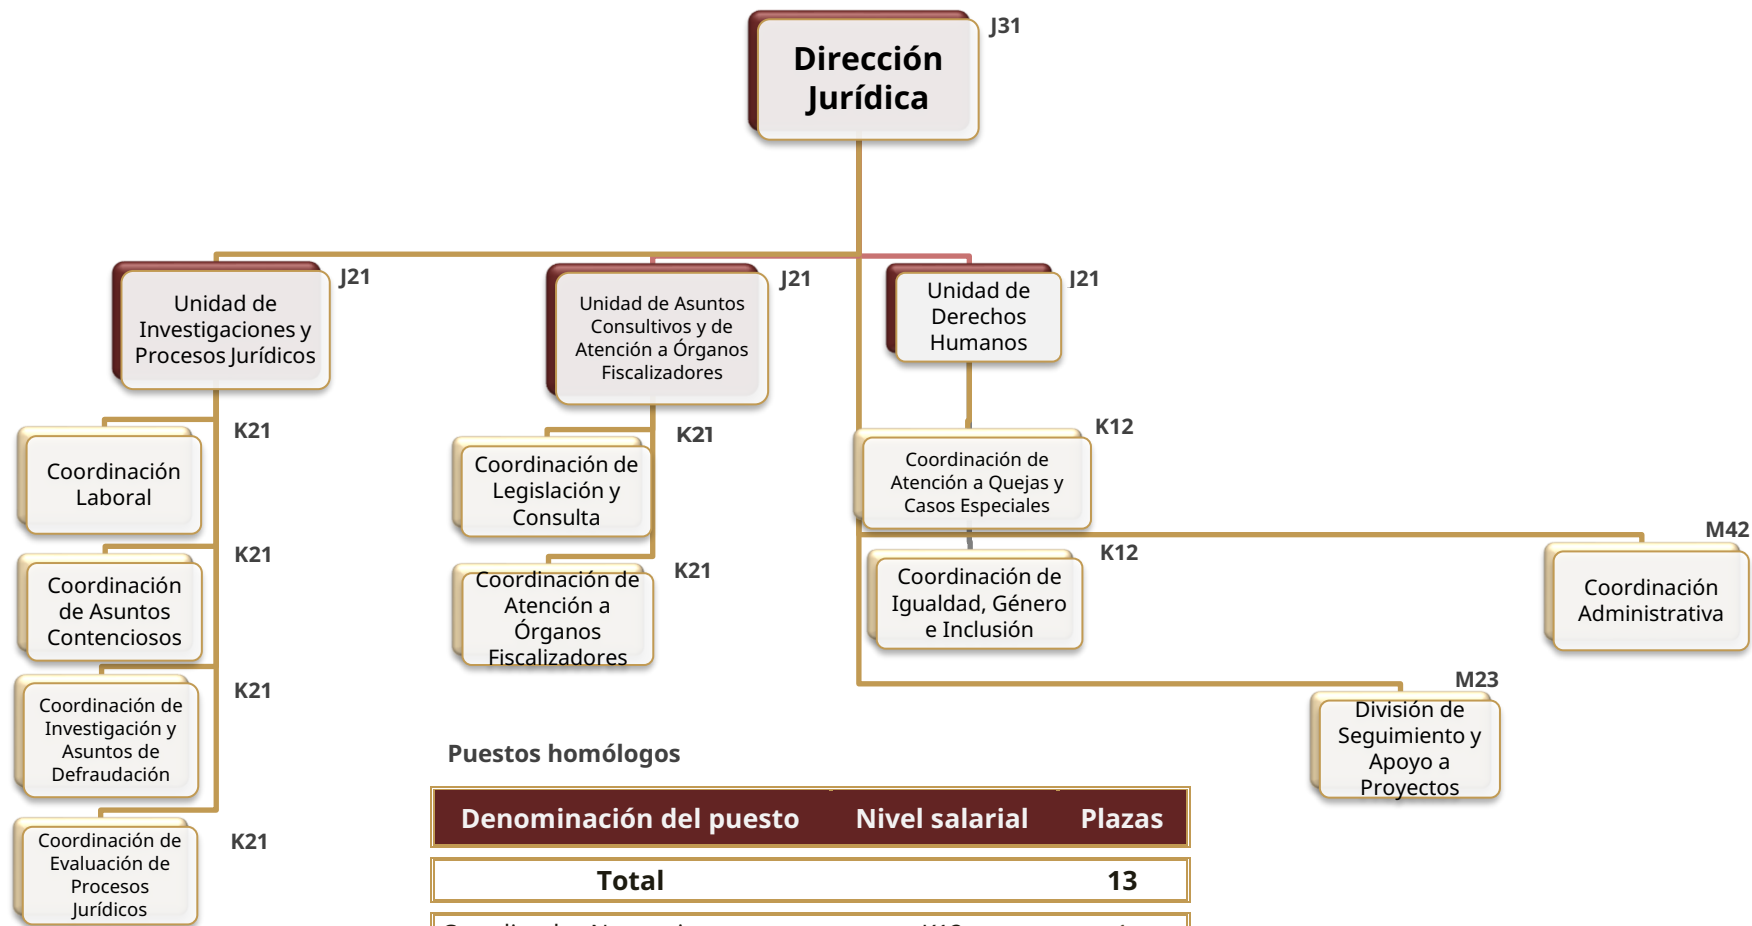 J31
Dirección
Jurídica
J21
Unidad de
Investigaciones y
Procesos Jurídicos
J21
Unidad de Asuntos
Consultivos y de
Atención a Órganos
Fiscalizadores
J21
Unidad de
Derechos
Humanos
K21
Coordinación
Laboral
K21
Coordinación
de Asuntos
Contenciosos
K21
Coordinación de
Investigación y
Asuntos de
Defraudación
K21
Coordinación de
Evaluación de
Procesos
Jurídicos
K21
Coordinación de
Legislación y
Consulta
K21
Coordinación de
Atención a
Órganos
Fiscalizadores
K12
Coordinación de
Atención a Quejas y
Casos Especiales
K12
Coordinación de
Igualdad, Género
e Inclusión
M42
Coordinación
Administrativa
M23
División de
Seguimiento y
Apoyo a
Proyectos
Puestos homólogos
Denominación del puesto Nivel salarial Plazas
Total 13